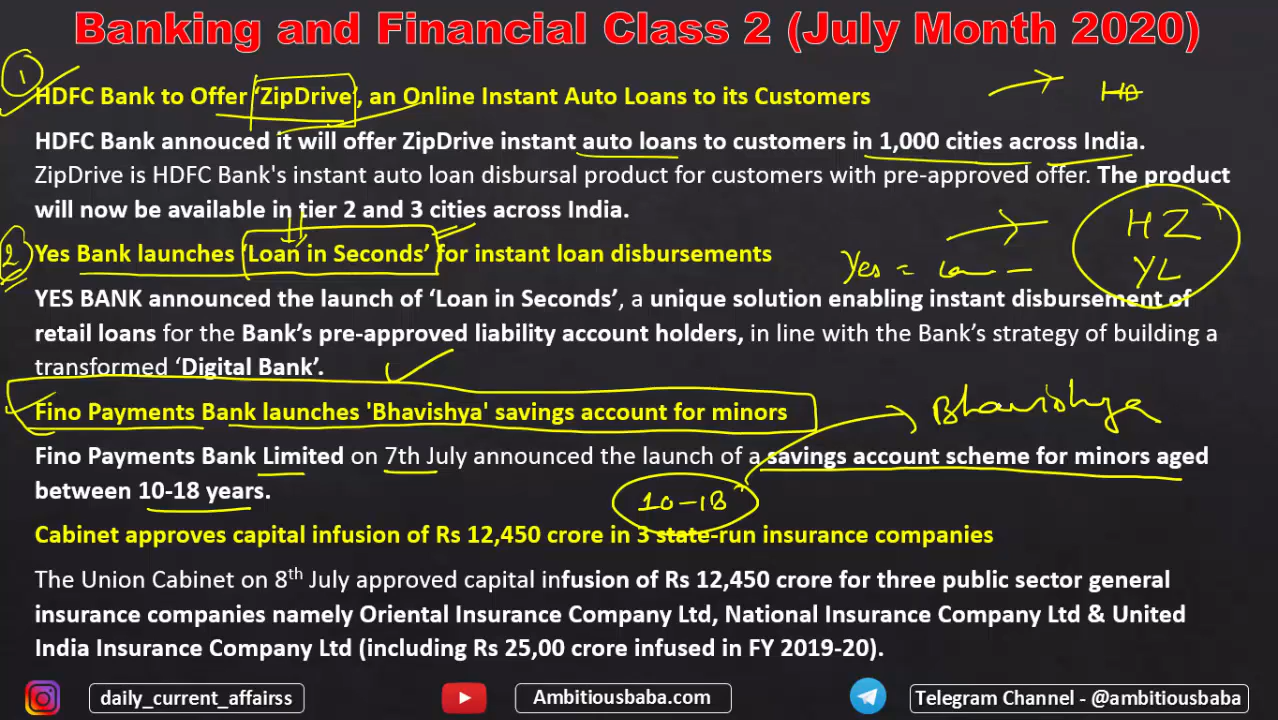 Banking and Financial Class 2 (July Month 2020)
1
HDFC Bank to Offer ‘ZipDrive’, an Online Instant Auto Loans to its Customers
HD
HDFC Bank annouced it will offer ZipDrive instant auto loans to customers in 1,000 cities across India.
ZipDrive is HDFC Bank's instant auto loan disbursal product for customers with pre-approved offer. The product
will now be available in tier 2 and 3 cities across India.
HZ
2
Yes Bank launches ‘Loan in Seconds’ for instant loan disbursements
Yes = Loan
YL
YES BANK announced the launch of ‘Loan in Seconds’, a unique solution enabling instant disbursement of
retail loans for the Bank’s pre-approved liability account holders, in line with the Bank’s strategy of building a
transformed ‘Digital Bank’.
Fino Payments Bank launches 'Bhavishya' savings account for minors
Bhavishya
Fino Payments Bank Limited on 7th July announced the launch of a savings account scheme for minors aged
between 10-18 years.
10-18
Cabinet approves capital infusion of Rs 12,450 crore in 3 state-run insurance companies
The Union Cabinet on 8th July approved capital infusion of Rs 12,450 crore for three public sector general
insurance companies namely Oriental Insurance Company Ltd, National Insurance Company Ltd & United
India Insurance Company Ltd (including Rs 25,00 crore infused in FY 2019-20).
daily_current_affairss
Ambitiousbaba.com
Telegram Channel - @ambitiousbaba